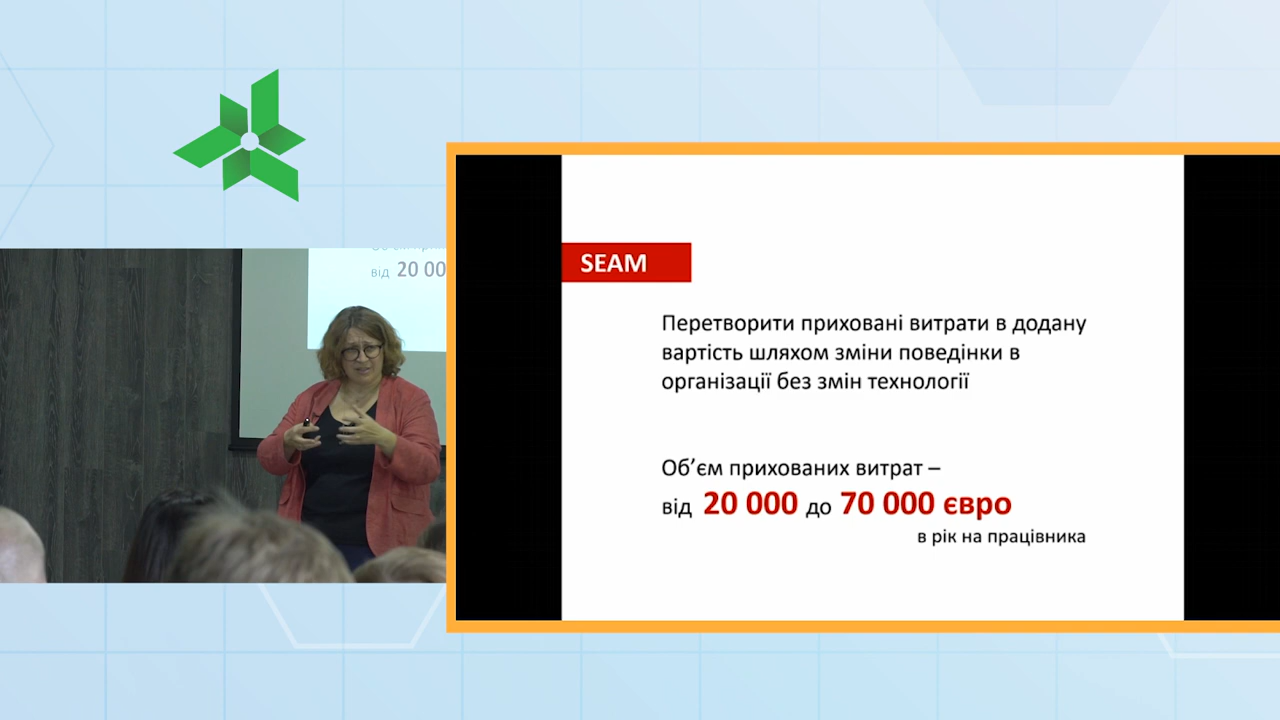 від 20 00
SEAM
Перетворити приховані витрати в додану
вартість шляхом зміни поведінки в
організації без змін технології
Об’єм прихованих витрат –
від 20 000 до 70 000 євро
в рік на працівника